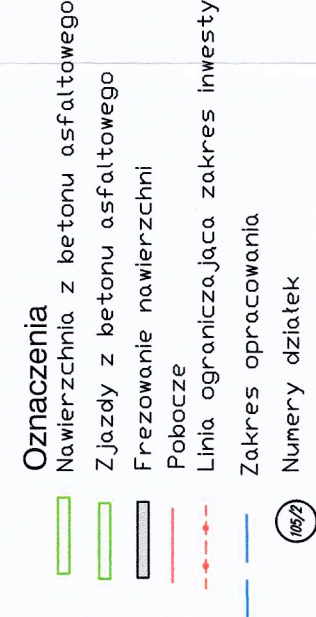 Oznaczenia
Nawierzchnia z betonu asfaltowego
Zjazdy z betonu asfaltowego
Frezowanie nawierzchni
Pobocze
Linia ograniczająca zakres inwesty
Zakres opracowania
105/2 Numery działek